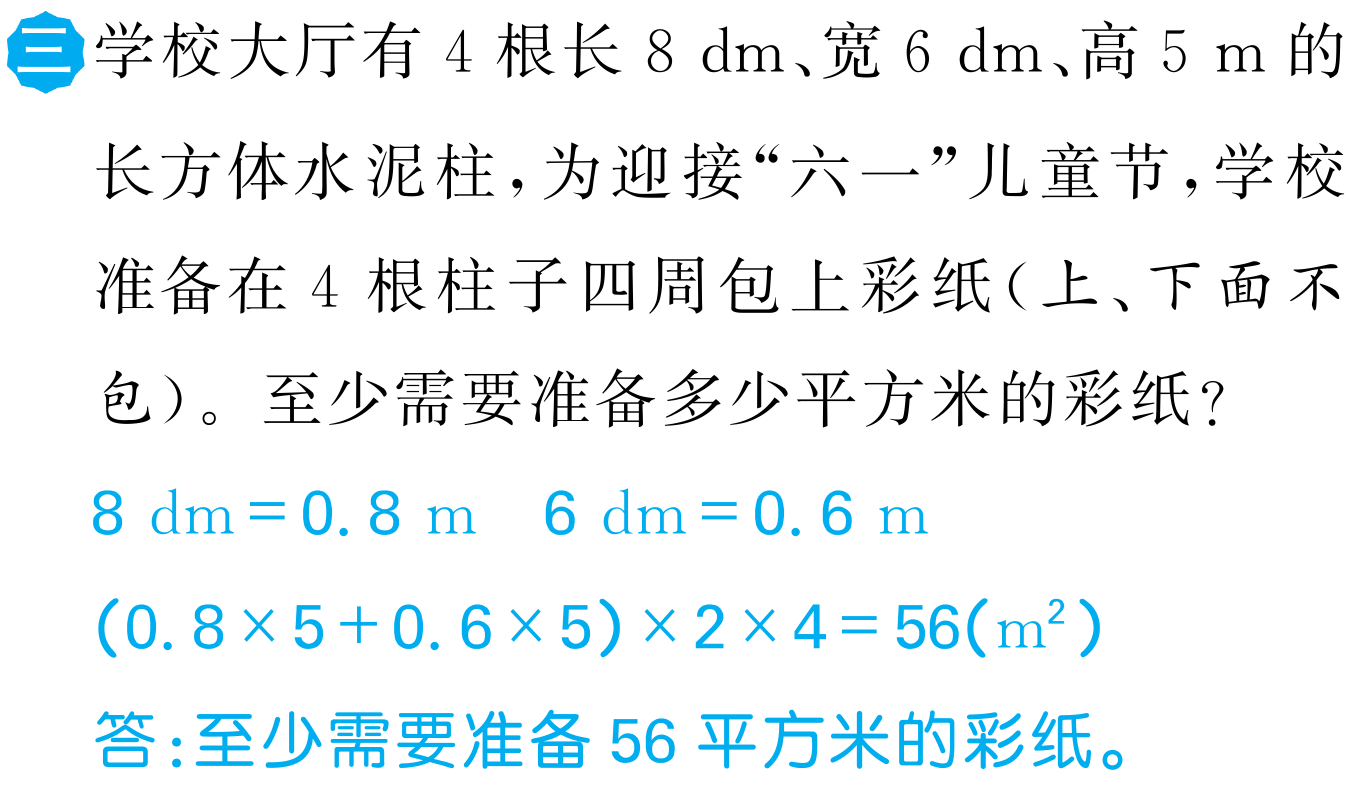 三 学校大厅有 4 根长 8 dm、宽 6 dm、高 5 m 的
长方体水泥柱,为迎接“六一”儿童节,学校
准备在 4 根柱子四周包上彩纸(上、下面不
包)。至少需要准备多少平方米的彩纸?
8 dm=0.8 m 6 dm=0.6 m
(0.8×5+0.6×5)×2×4=56(m²)
答:至少需要准备 56 平方米的彩纸。